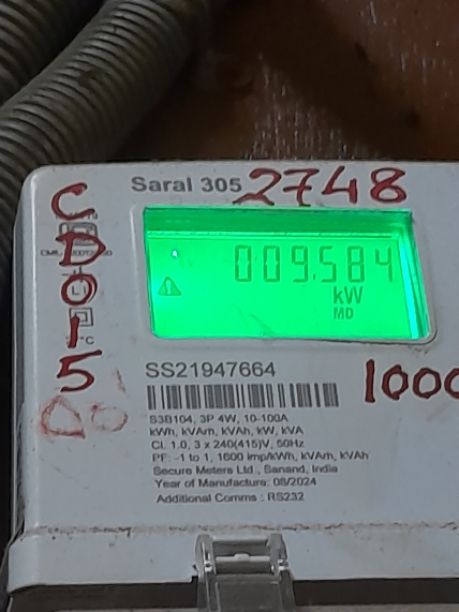 Saral 305 2748
CD015
009.584
kW
MD
SS21947664
1000
S3B104, 3P 4W, 10-100A
kWh, kVArh, kVAh, kW, kVA
Cl. 1.0, 3 x 240(415)V, 50Hz
PF: -1 to 1, 1600 imp/kWh, kVArh, kVAh
Secure Meters Ltd., Sanand, India
Year of Manufacture: 08/2024
Additional Comms : RS232